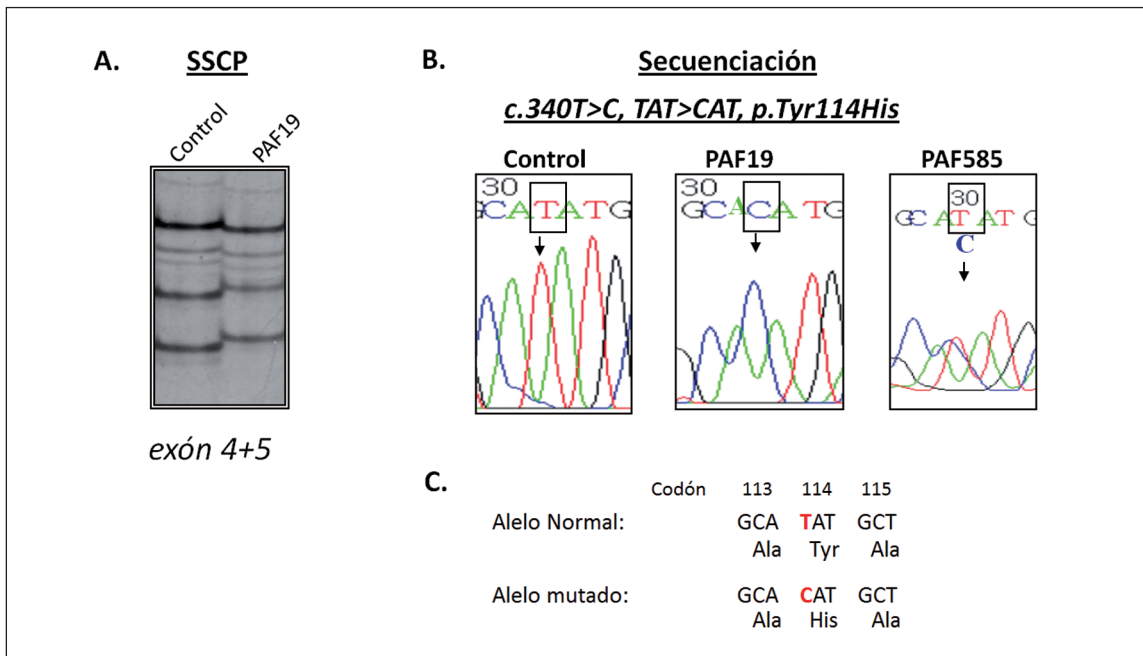 A. SSCP
Control
PAF19
exón 4+5
B. Secuenciación
c.340T>C, TAT>CAT, p.Tyr114His
Control
30
GCATATG
PAF19
30
GCACATG
PAF585
30
GCATATG
C
C.
Codón 113 114 115
Alelo Normal: GCA TAT GCT
Ala Tyr Ala
Alelo mutado: GCA CAT GCT
Ala His Ala